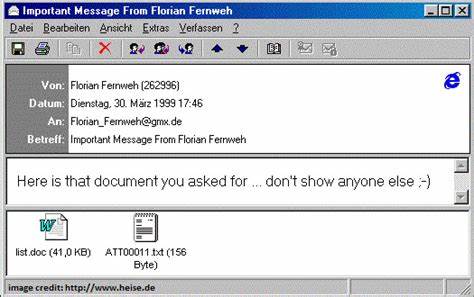 Important Message From Florian Fernweh
Datei Bearbeiten Ansicht Extras Verfassen ?
Von: Florian Fernweh (262996)
Datum: Dienstag, 30. März 1999 17:46
An: Florian_Fernweh@gmx.de
Betreff: Important Message From Florian Fernweh
Here is that document you asked for ... don't show anyone else ;-)
list.doc (41,0 KB) ATT00011.txt (156
Byte)
image credit: http://www.heise.de